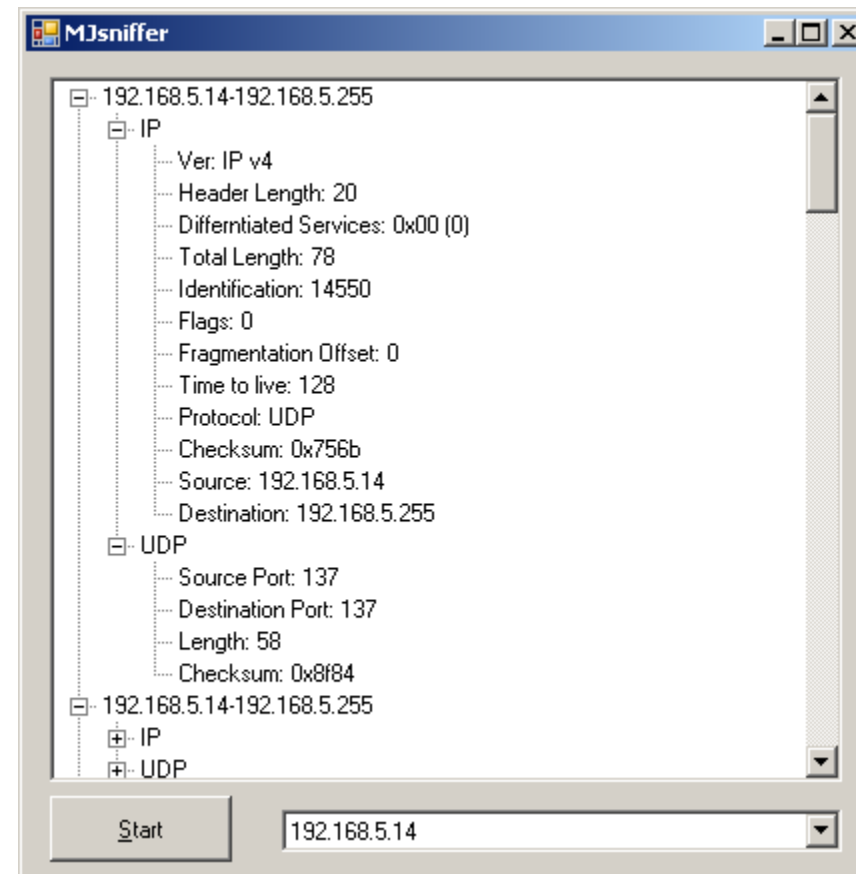 MJsniffer
192.168.5.14-192.168.5.255
IP
Ver: IP v4
Header Length: 20
Differntiated Services: 0x00 (0)
Total Length: 78
Identification: 14550
Flags: 0
Fragmentation Offset: 0
Time to live: 128
Protocol: UDP
Checksum: 0x756b
Source: 192.168.5.14
Destination: 192.168.5.255
UDP
Source Port: 137
Destination Port: 137
Length: 58
Checksum: 0x8f84
192.168.5.14-192.168.5.255
IP
UDP
Start
192.168.5.14